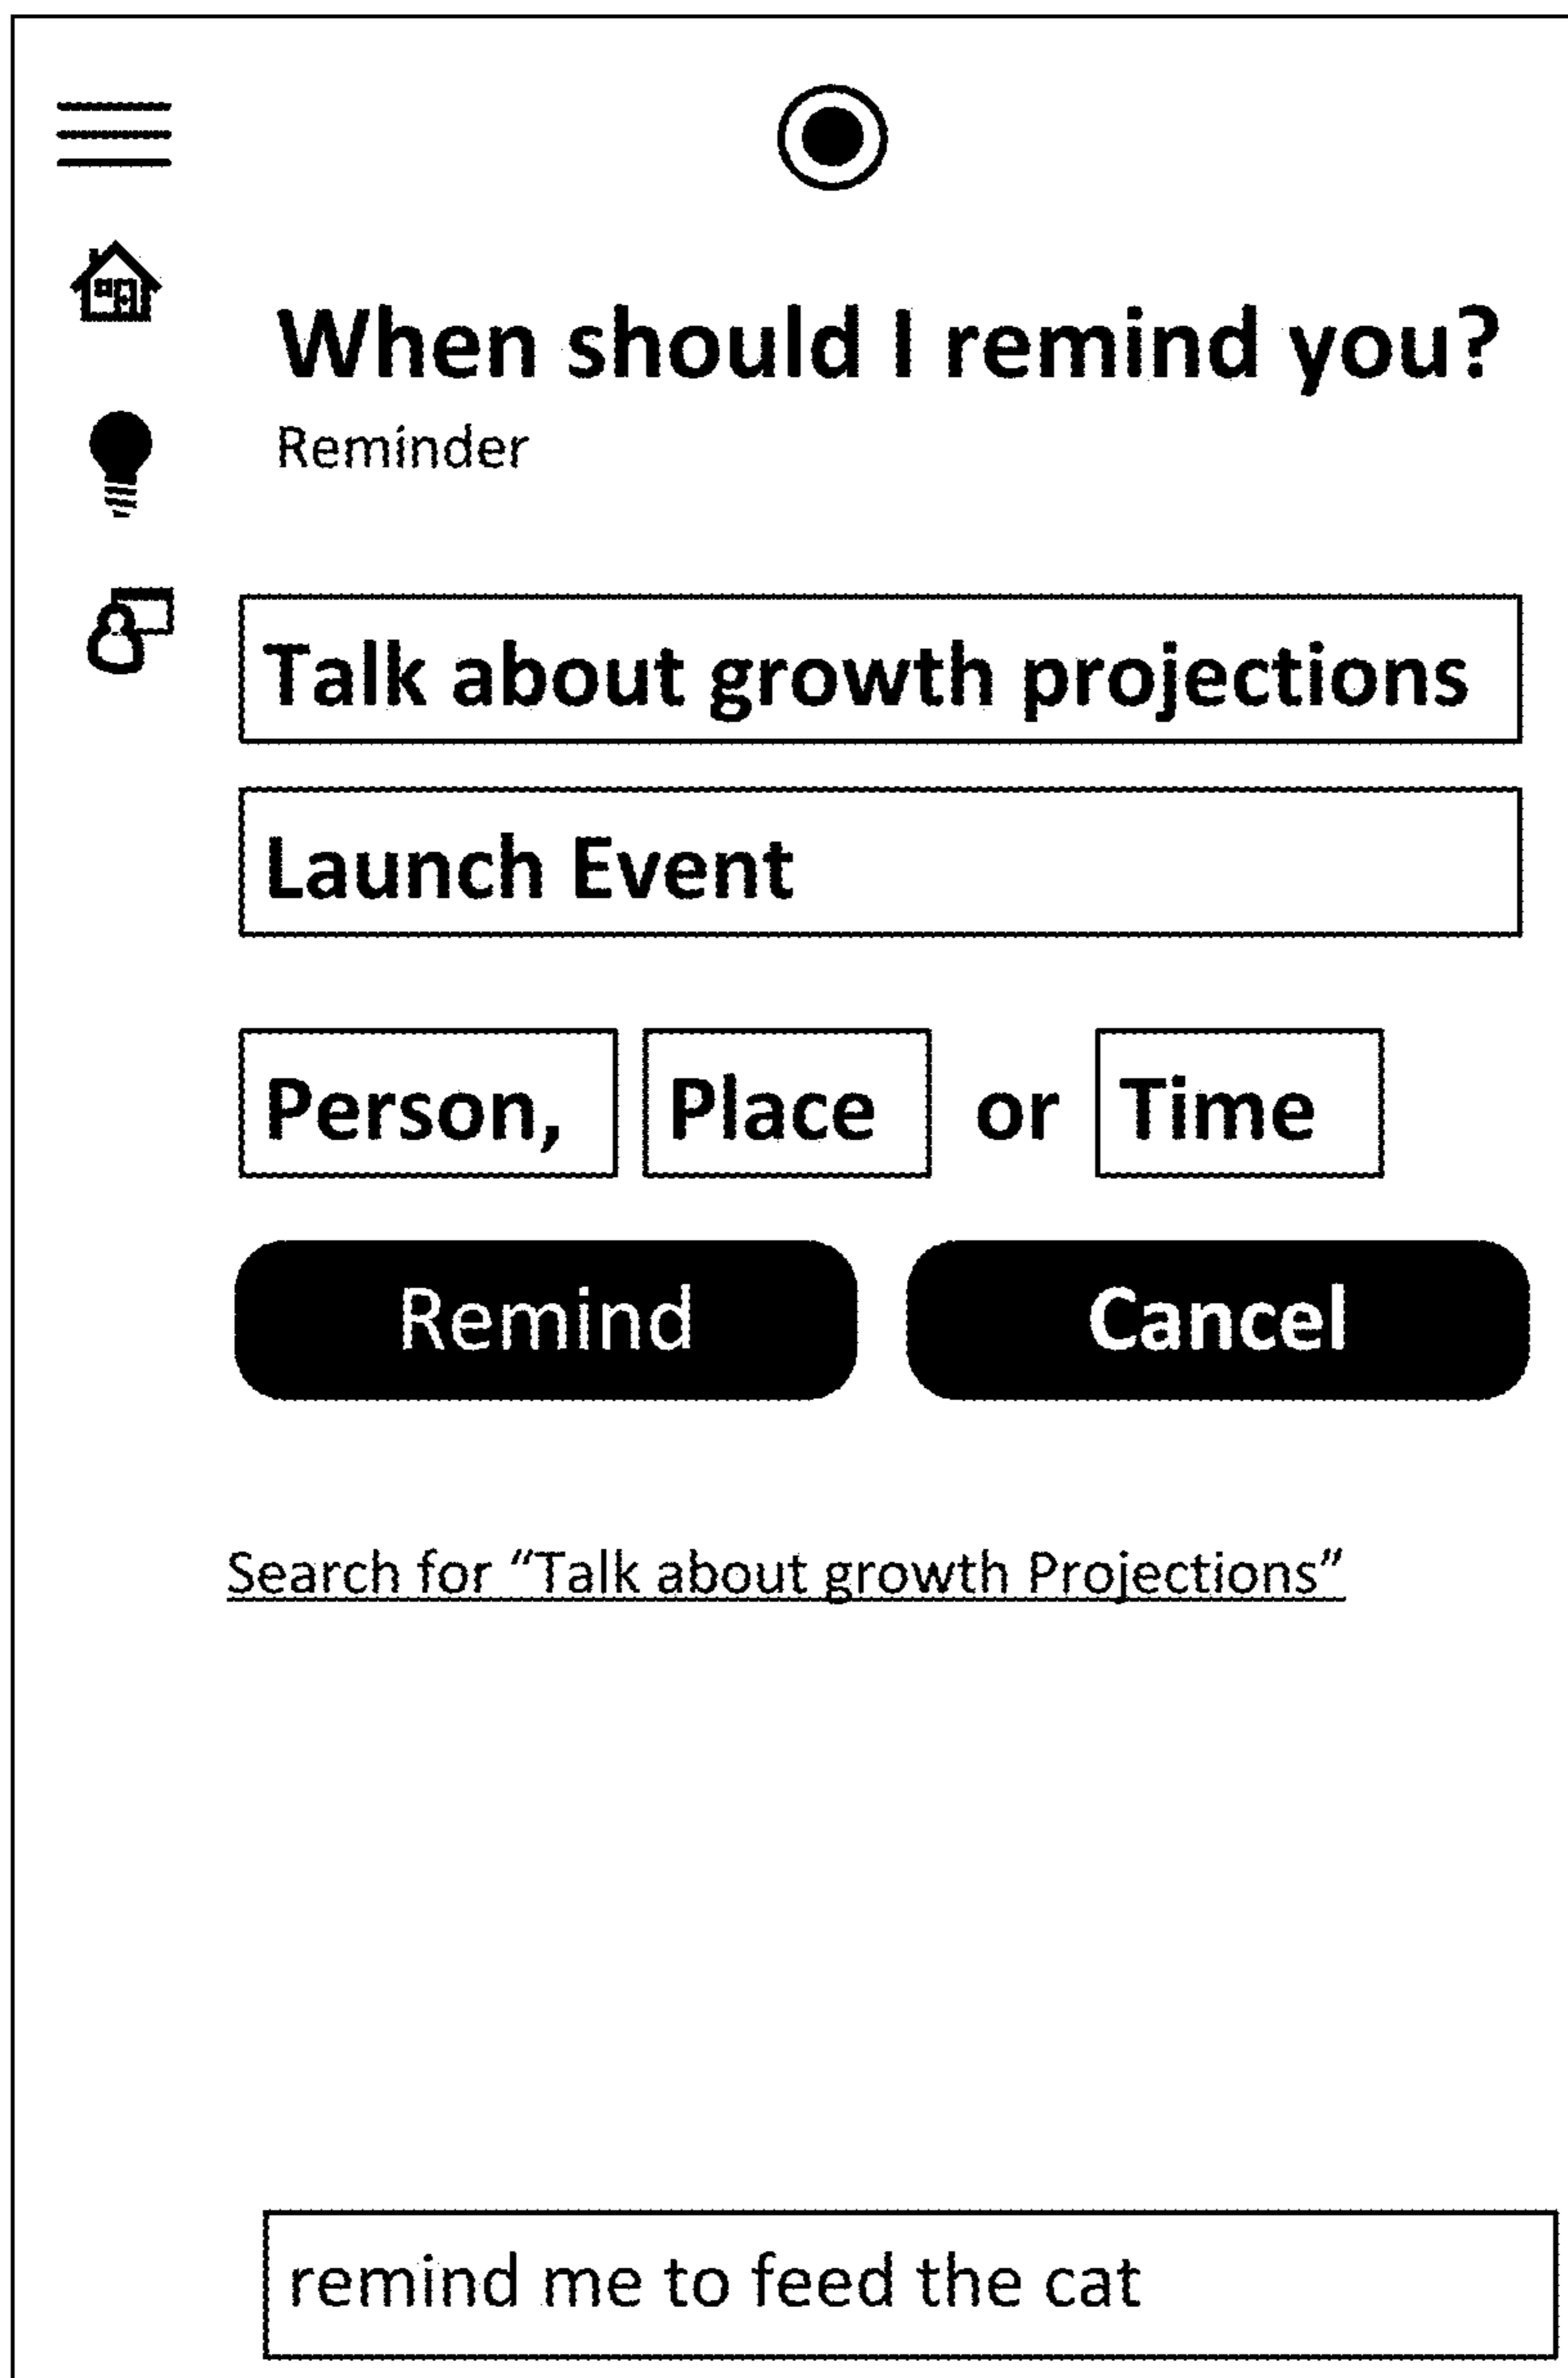 When should I remind you?
Reminder
Talk about growth projections
Launch Event
Person, Place or Time
Remind Cancel
Search for “Talk about growth Projections”
remind me to feed the cat